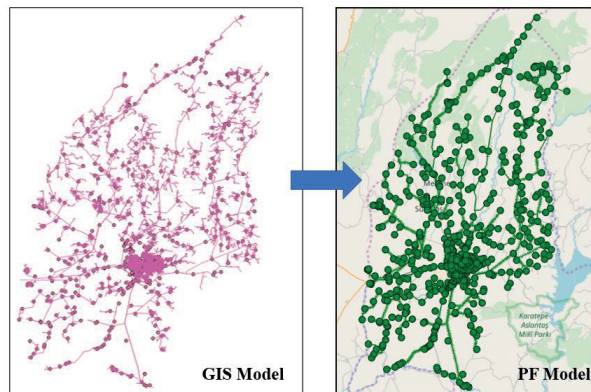 Karatepe
Aslantaş
Milli Parkı
GIS Model
PF Model